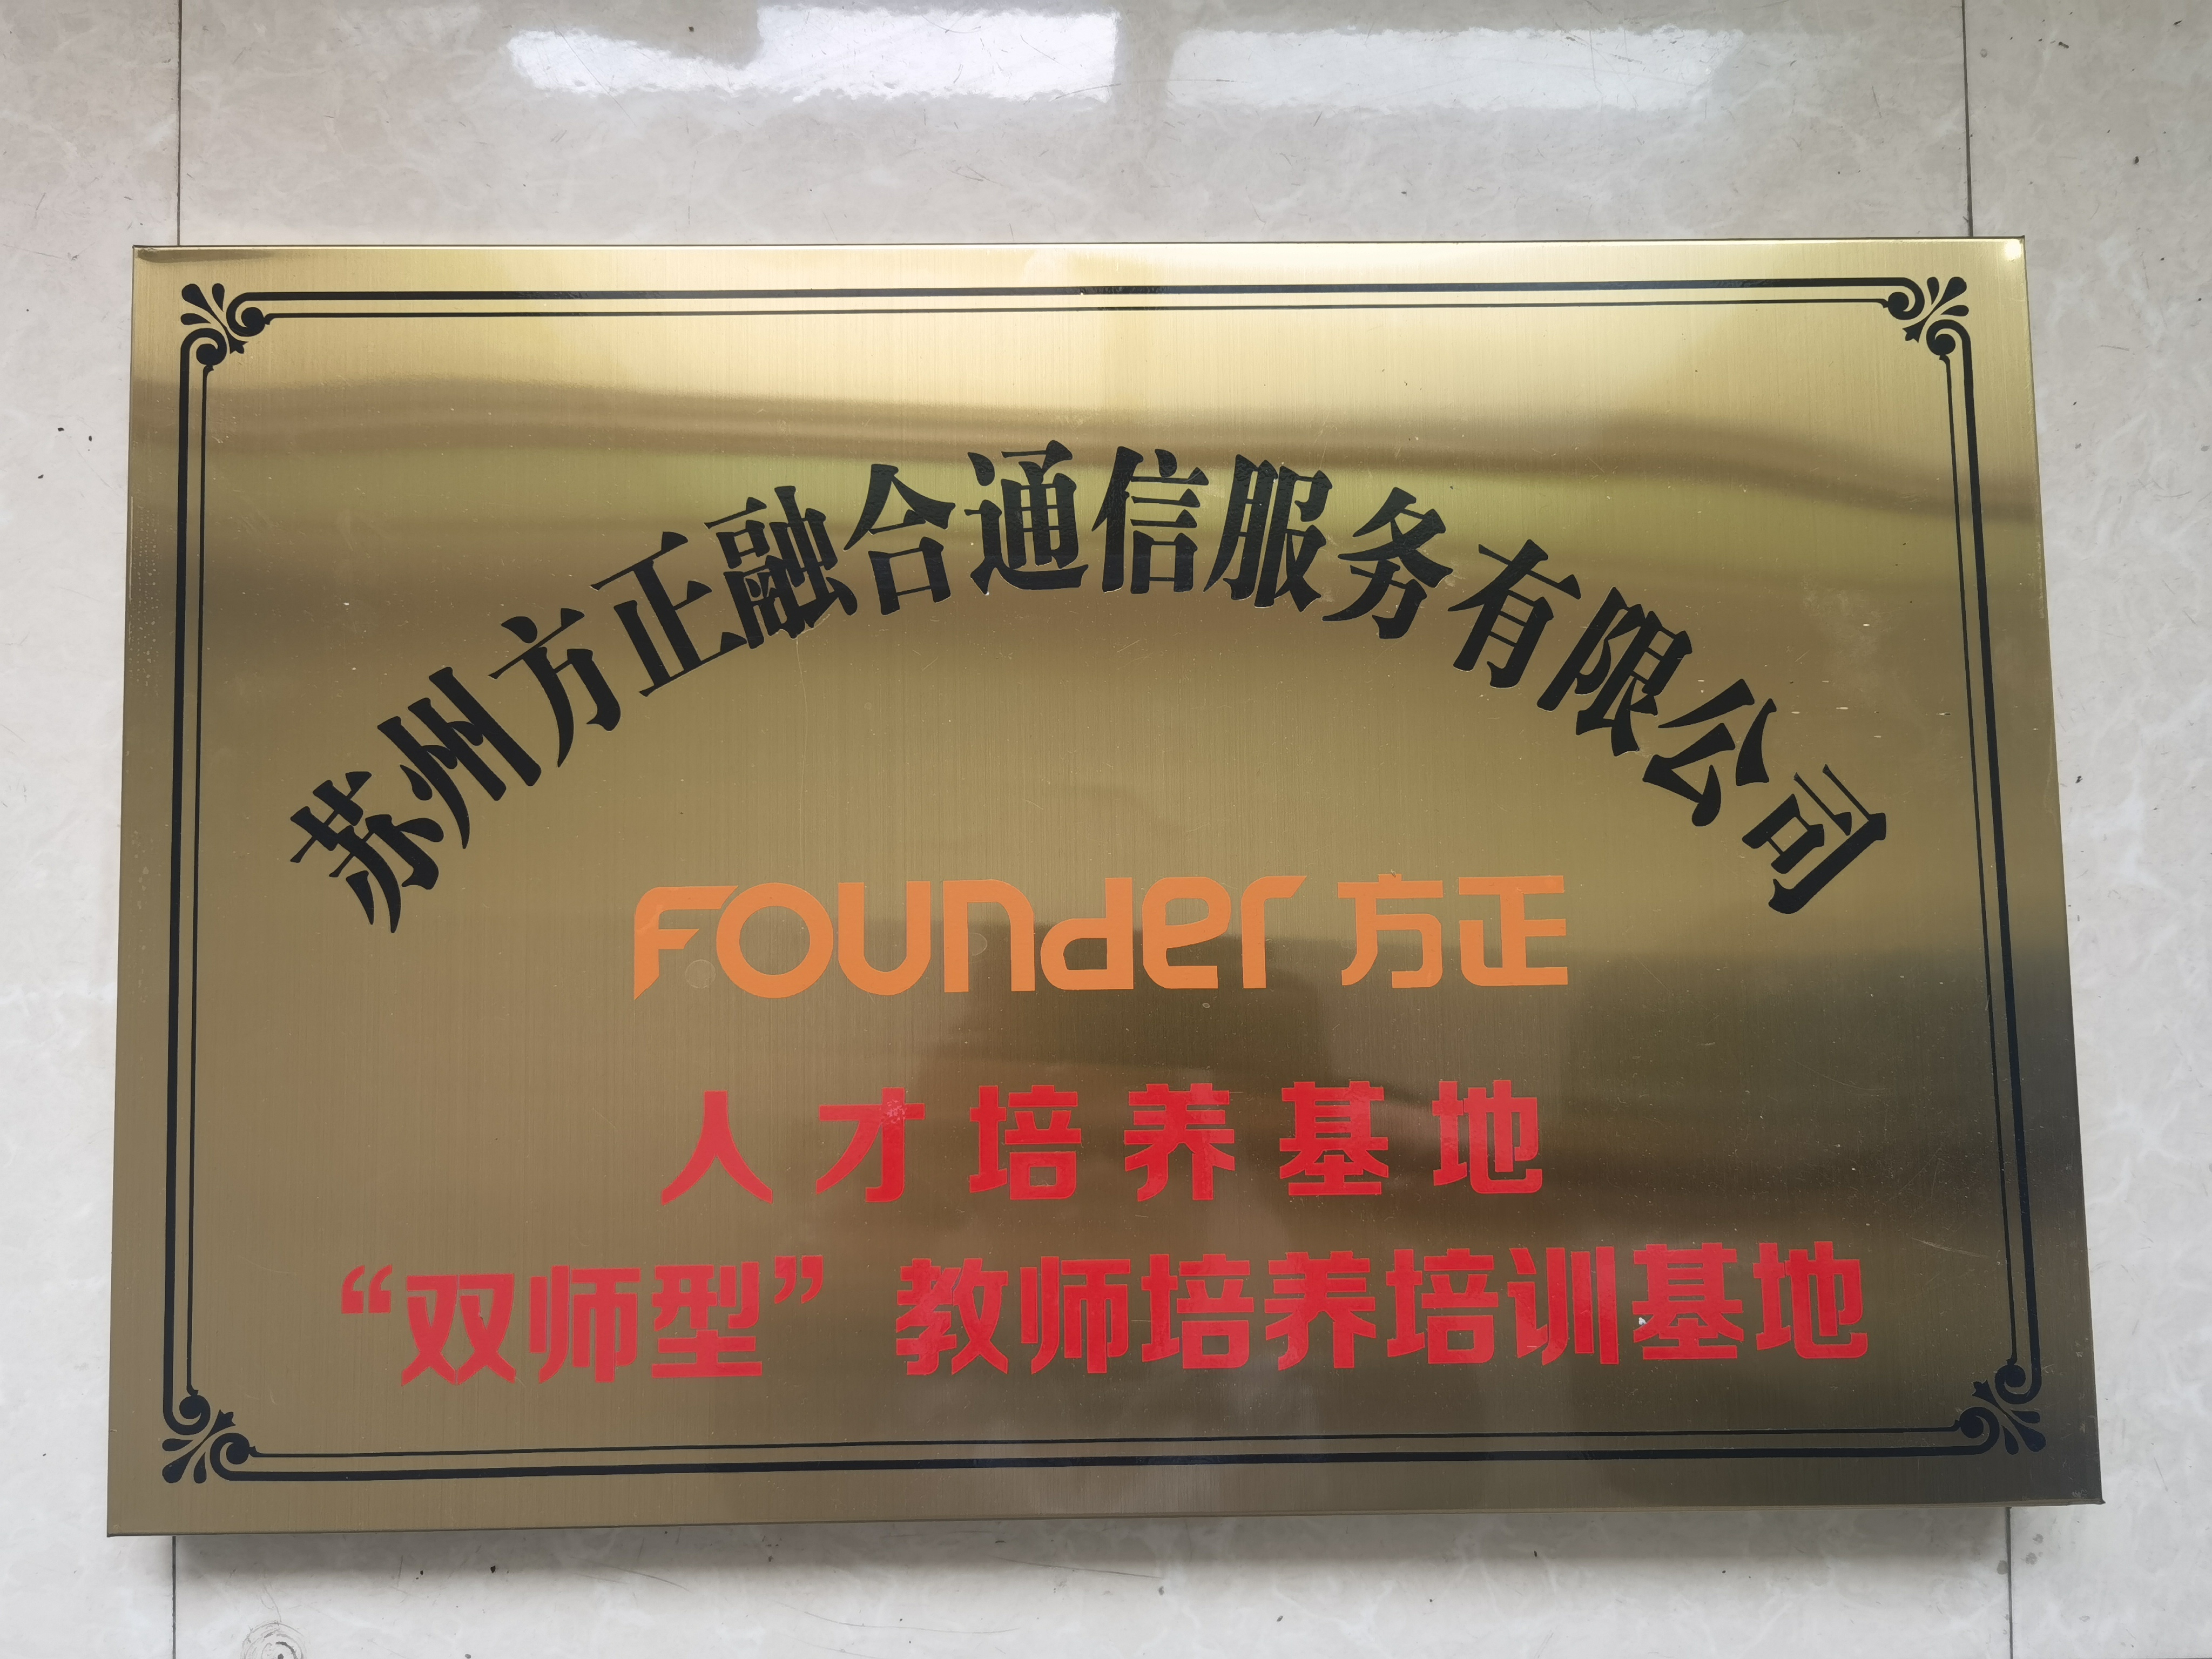 苏州方正融合通信服务有限公司
FOUNDER 方正
人才培养基地
“双师型”教师培养培训基地